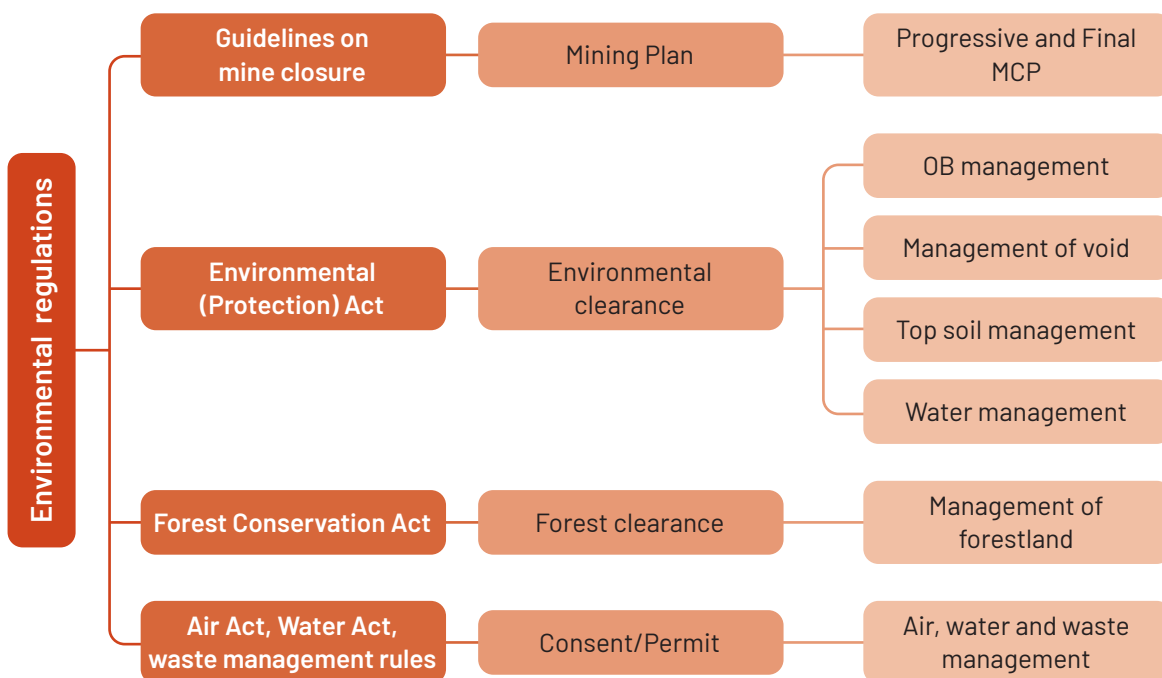 Environmental regulations
Guidelines on
mine closure
Mining Plan
Progressive and Final
MCP
Environmental
(Protection) Act
Environmental
clearance
OB management
Management of void
Top soil management
Water management
Forest Conservation Act
Forest clearance
Management of
forestland
Air Act, Water Act,
waste management rules
Consent/Permit
Air, water and waste
management